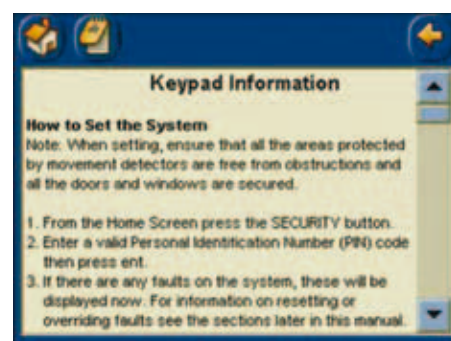 Keypad Information
How to Set the System
Note: When setting, ensure that all the areas protected
by movement detectors are free from obstructions and
all the doors and windows are secured.
1. From the Home Screen press the SECURITY button.
2. Enter a valid Personal Identification Number (PIN) code
then press ent.
3. If there are any faults on the system, these will be
displayed now. For information on resetting or
overriding faults see the sections later in this manual.